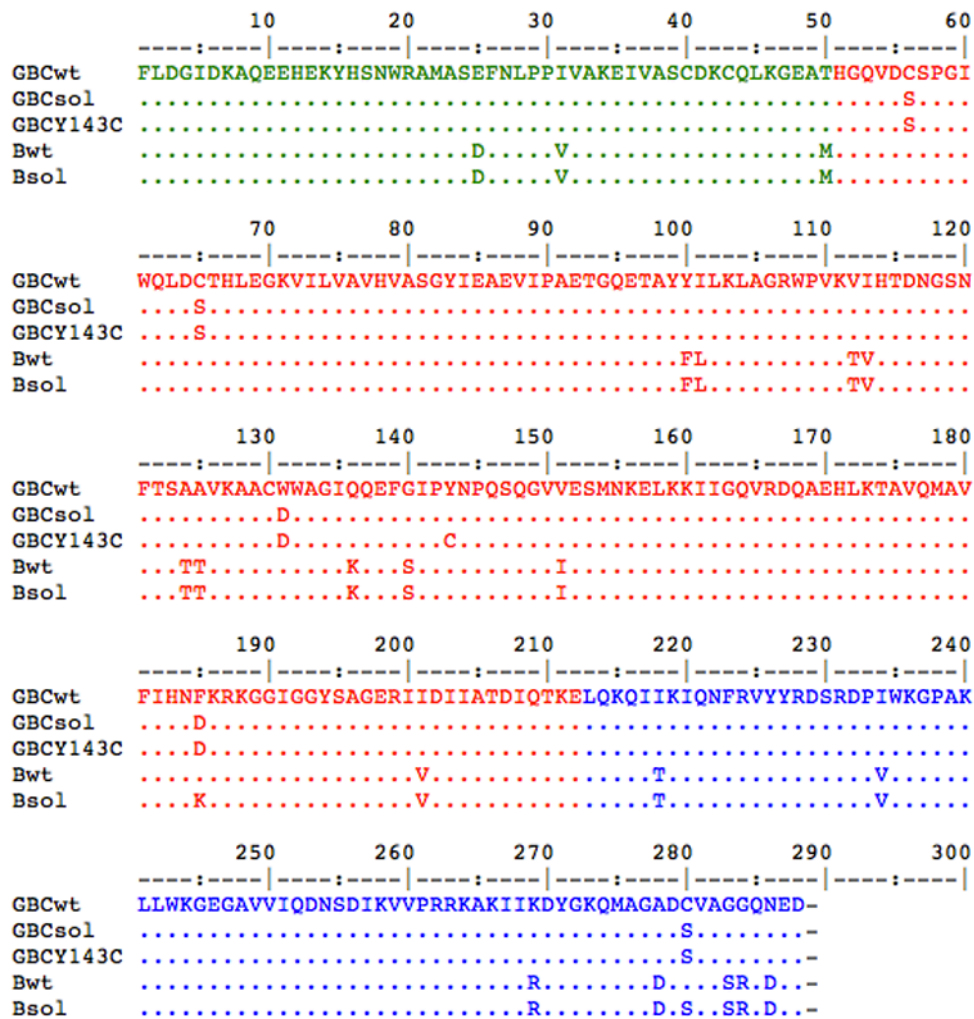 10 20 30 40 50 60
----:----|----:----|----:----|----:----|----:----|----:----|
GBCwt FLDGIDKAQEEHEKYHSNWRAMASEFNLPPIVAKEIVASCDKCQLKGEATHGQVDCSPGI
GBCsol .......................................................S....
GBCY143C .......................................................S....
Bwt ........................D.....V..................M..........
Bsol ........................D.....V..................M..........
70 80 90 100 110 120
----:----|----:----|----:----|----:----|----:----|----:----|
GBCwt WQLDCTHLEGKVILVAVHVASGYIEAEVIPAETGQETAYYILKLAGRWPVKVIHTDNGSN
GBCsol ....S.......................................................
GBCY143C ....S.......................................................
Bwt .......................................FL..........TV.......
Bsol .......................................FL..........TV.......
130 140 150 160 170 180
----:----|----:----|----:----|----:----|----:----|----:----|
GBCwt FTSAAVKAACWWAGIQQEFGIPYNPQSQGVVESMNKELKKIIGQVRDQAEHLKTAVQMAV
GBCsol ..........D.................................................
GBCY143C ..........D...........C.....................................
Bwt ...TT..........K...S..........I.............................
Bsol ...TT..........K...S..........I.............................
190 200 210 220 230 240
----:----|----:----|----:----|----:----|----:----|----:----|
GBCwt FIHNFKRKGGIGGYSAGERIIDIIATDIQTKELQKQIIKIQNFRVYYRDSRDPIWKGPAK
GBCsol ....D.......................................................
GBCY143C ....D.......................................................
Bwt ....................V................T...............V......
Bsol ....K...............V................T...............V......
250 260 270 280 290 300
----:----|----:----|----:----|----:----|----:----|----:----|
GBCwt LLWKGEGAVVIQDNSDIKVVPRRKAKIIKDYGKQMAGADCVAGGQNED-
GBCsol .......................................S........-
GBCY143C .......................................S........-
Bwt ............................R........D....SR.D..-
Bsol ............................R........D.S..SR.D..-